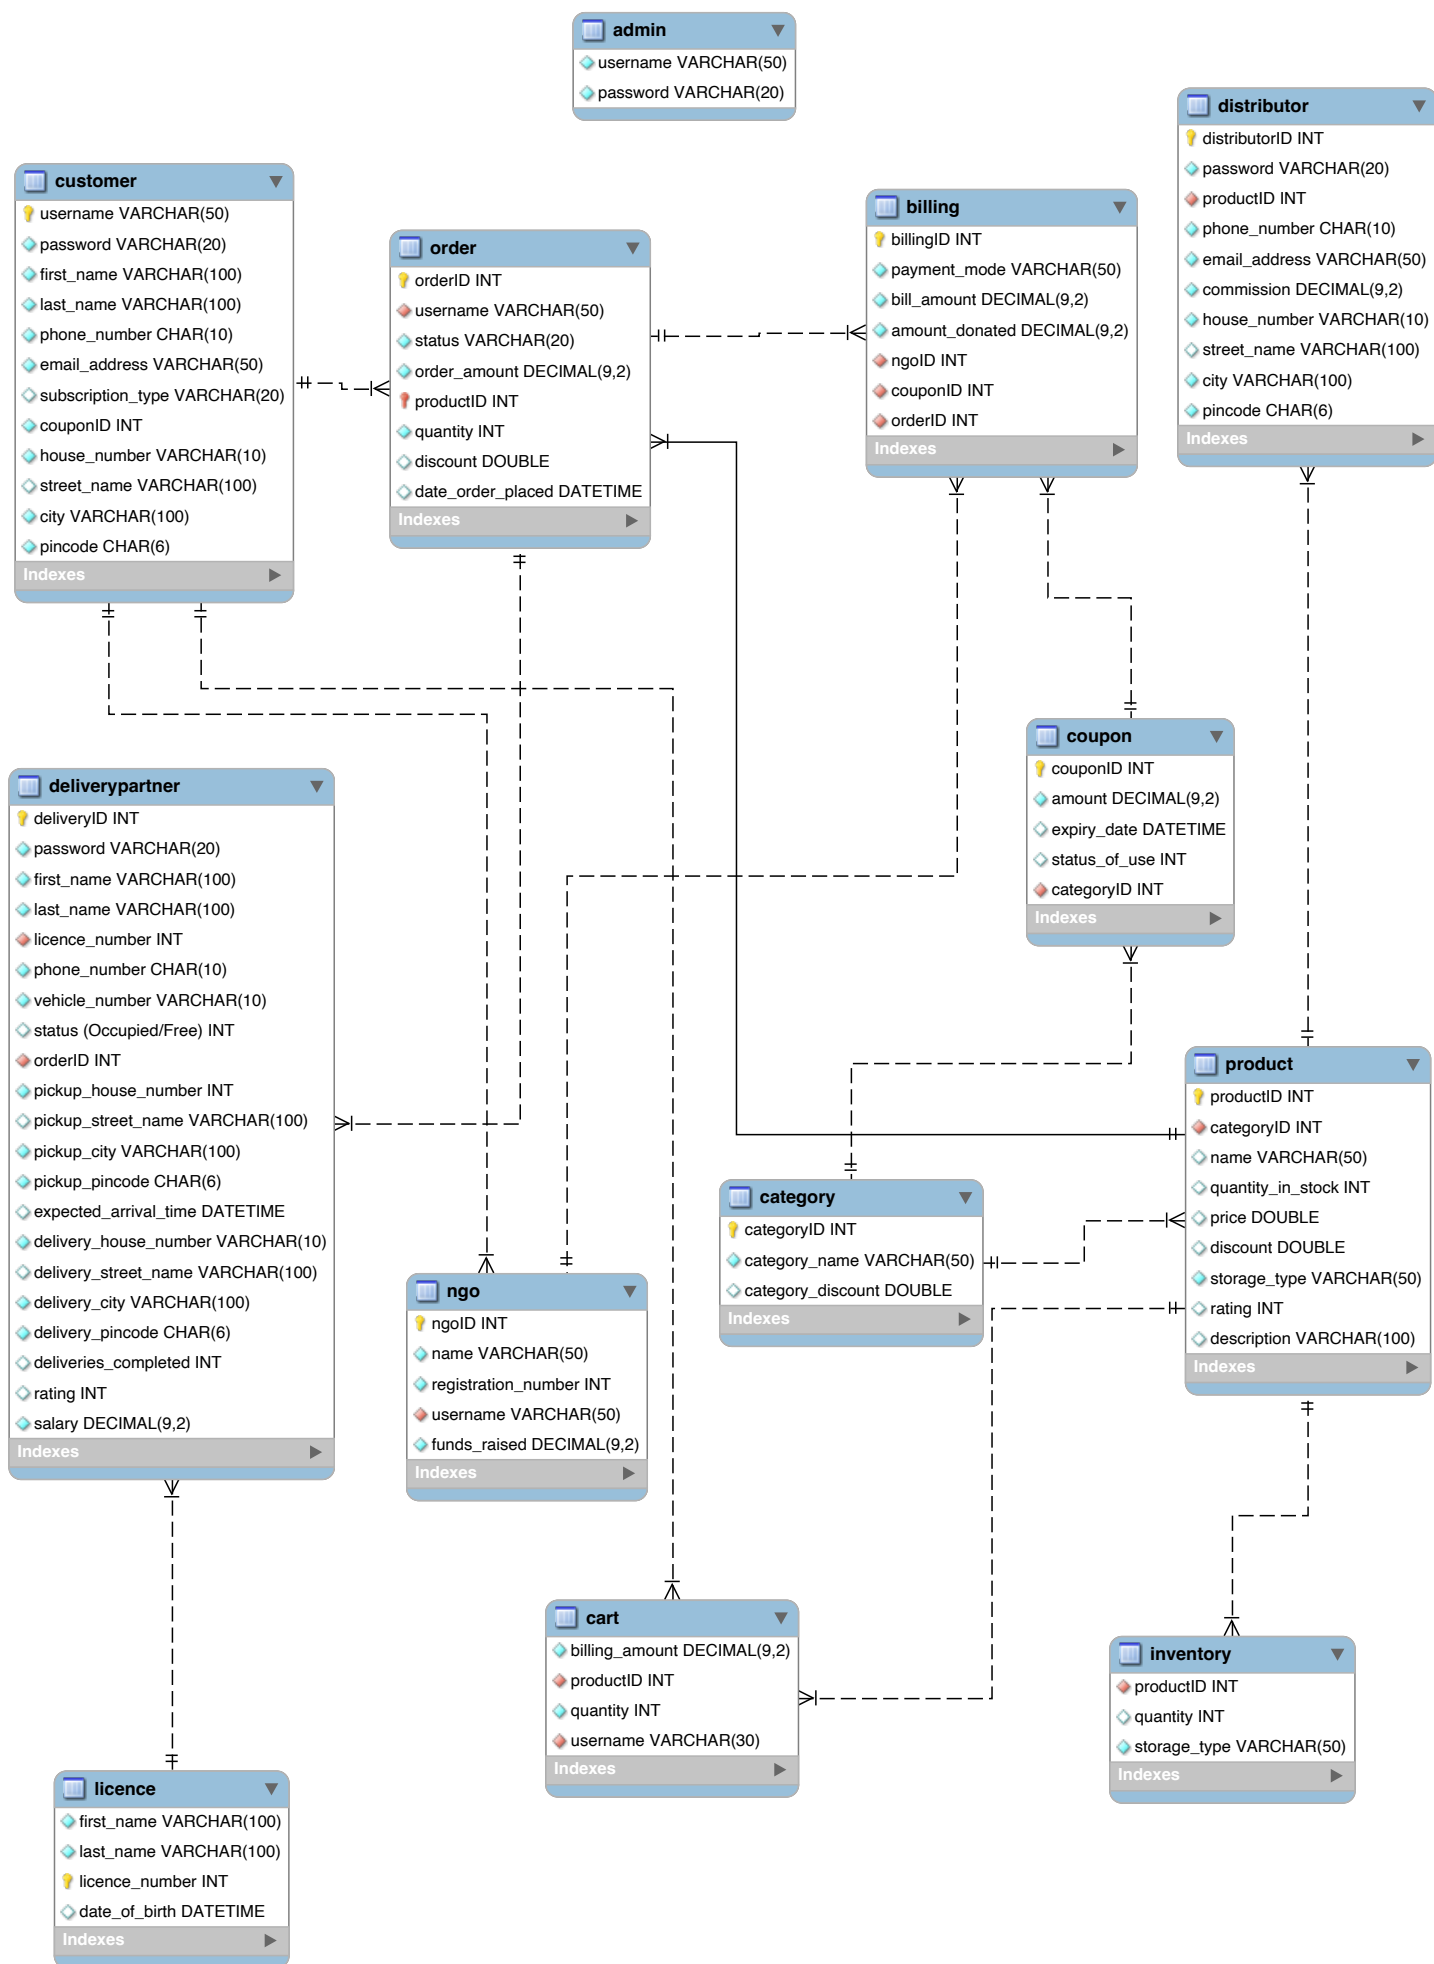 admin
username VARCHAR(50)
password VARCHAR(20)
distributor
distributorID INT
password VARCHAR(20)
productID INT
phone_number CHAR(10)
email_address VARCHAR(50)
commission DECIMAL(9,2)
house_number VARCHAR(10)
street_name VARCHAR(100)
city VARCHAR(100)
pincode CHAR(6)
Indexes
customer
username VARCHAR(50)
password VARCHAR(20)
first_name VARCHAR(100)
last_name VARCHAR(100)
phone_number CHAR(10)
email_address VARCHAR(50)
subscription_type VARCHAR(20)
couponID INT
house_number VARCHAR(10)
street_name VARCHAR(100)
city VARCHAR(100)
pincode CHAR(6)
Indexes
order
orderID INT
username VARCHAR(50)
status VARCHAR(20)
order_amount DECIMAL(9,2)
productID INT
quantity INT
discount DOUBLE
date_order_placed DATETIME
Indexes
billing
billingID INT
payment_mode VARCHAR(50)
bill_amount DECIMAL(9,2)
amount_donated DECIMAL(9,2)
ngoID INT
couponID INT
orderID INT
Indexes
coupon
couponID INT
amount DECIMAL(9,2)
expiry_date DATETIME
status_of_use INT
categoryID INT
Indexes
deliverypartner
deliveryID INT
password VARCHAR(20)
first_name VARCHAR(100)
last_name VARCHAR(100)
licence_number INT
phone_number CHAR(10)
vehicle_number VARCHAR(10)
status (Occupied/Free) INT
orderID INT
pickup_house_number INT
pickup_street_name VARCHAR(100)
pickup_city VARCHAR(100)
pickup_pincode CHAR(6)
expected_arrival_time DATETIME
delivery_house_number VARCHAR(10)
delivery_street_name VARCHAR(100)
delivery_city VARCHAR(100)
delivery_pincode CHAR(6)
deliveries_completed INT
rating INT
salary DECIMAL(9,2)
Indexes
product
productID INT
categoryID INT
name VARCHAR(50)
quantity_in_stock INT
price DOUBLE
discount DOUBLE
storage_type VARCHAR(50)
rating INT
description VARCHAR(100)
Indexes
category
categoryID INT
category_name VARCHAR(50)
category_discount DOUBLE
Indexes
ngo
ngoID INT
name VARCHAR(50)
registration_number INT
username VARCHAR(50)
funds_raised DECIMAL(9,2)
Indexes
cart
billing_amount DECIMAL(9,2)
productID INT
quantity INT
username VARCHAR(30)
Indexes
inventory
productID INT
quantity INT
storage_type VARCHAR(50)
Indexes
licence
first_name VARCHAR(100)
last_name VARCHAR(100)
licence_number INT
date_of_birth DATETIME
Indexes